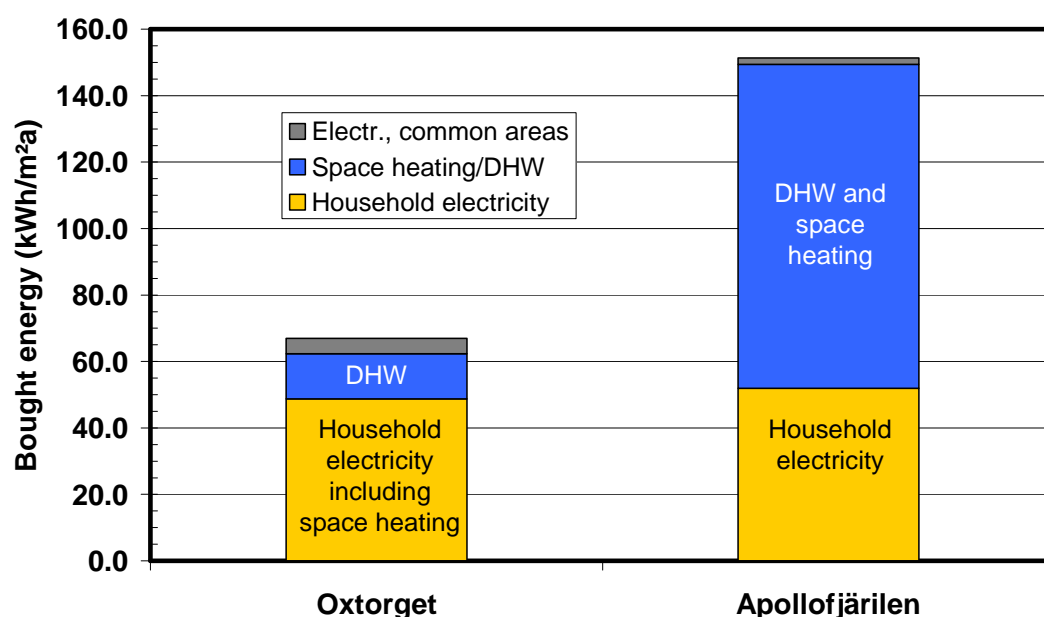 Bought energy (kWh/m²a)
160.0
140.0
120.0
100.0
80.0
60.0
40.0
20.0
0.0
Electr., common areas
Space heating/DHW
Household electricity
DHW
Household
electricity
including
space heating
DHW and
space
heating
Household
electricity
Oxtorget
Apollofjärilen